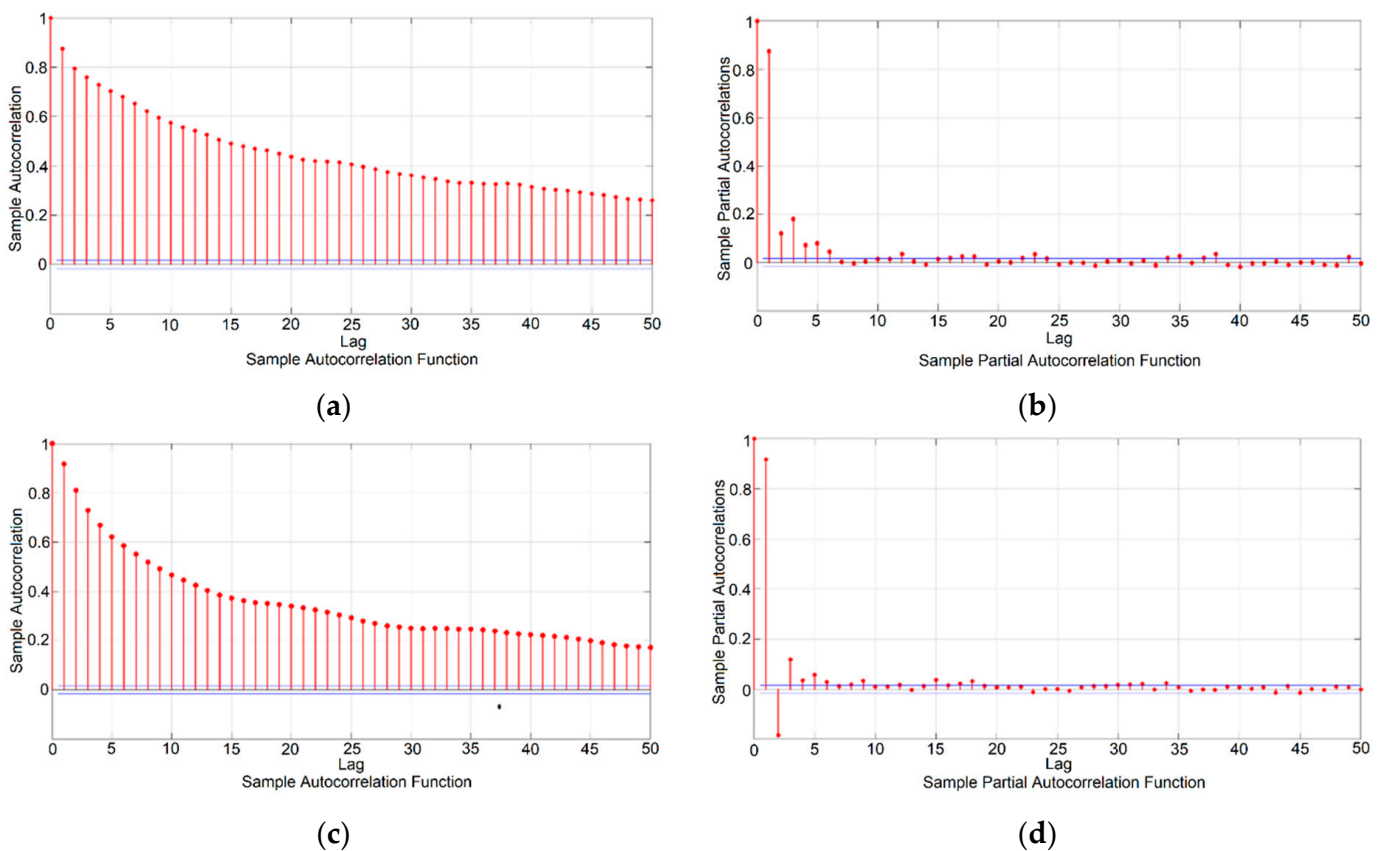 1
0.8
0.6
0.4
0.2
0
Sample Autocorrelation
0 5 10 15 20 25 30 35 40 45 50
Lag
Sample Autocorrelation Function
(a)
1
0.8
0.6
0.4
0.2
0
Sample Partial Autocorrelations
0 5 10 15 20 25 30 35 40 45 50
Lag
Sample Partial Autocorrelation Function
(b)
1
0.8
0.6
0.4
0.2
0
Sample Autocorrelation
0 5 10 15 20 25 30 35 40 45 50
Sample Autocorrelation Function
(c)
1
0.8
0.6
0.4
0.2
0
Sample Partial Autocorrelations
0 5 10 15 20 25 30 35 40 45 50
Lag
Sample Partial Autocorrelation Function
(d)